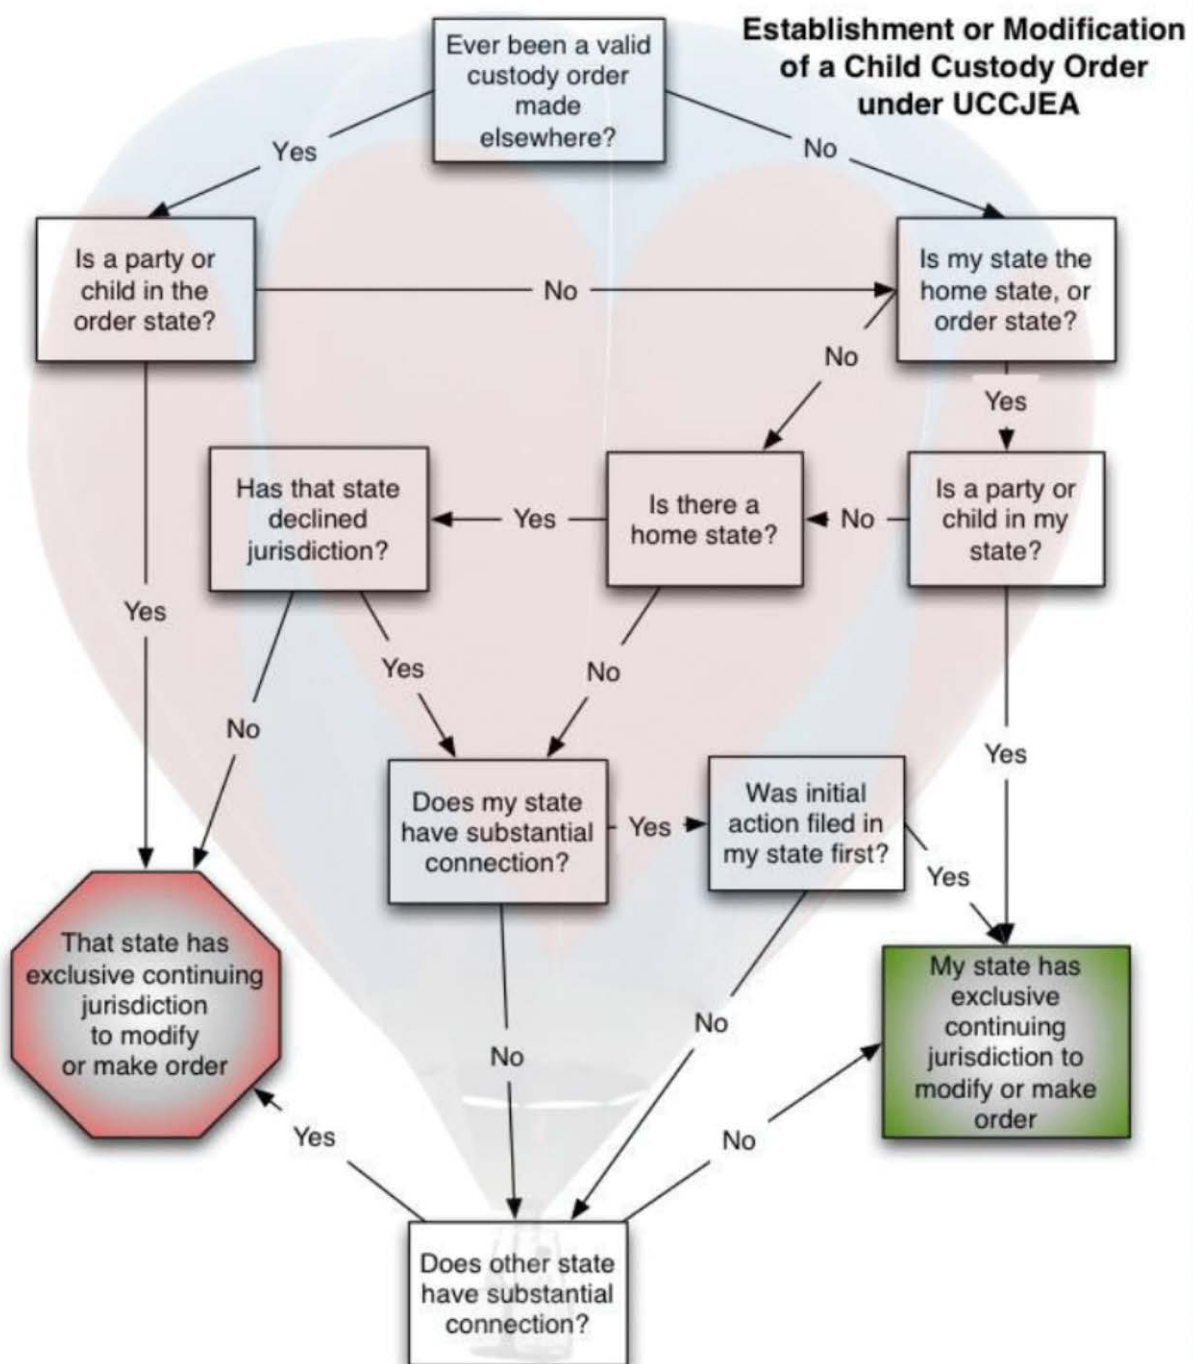 Establishment or Modification
of a Child Custody Order
under UCCJEA
Ever been a valid
custody order
made
elsewhere?
Yes
No
Is a party or
child in the
order state?
No
Is my state the
home state, or
order state?
No
Yes
Has that state
declined
jurisdiction?
Yes
Is there a
home state?
No
Is a party or
child in my
state?
Yes
Yes
No
No
Yes
Does my state
have substantial
connection?
Yes
Was initial
action filed in
my state first?
Yes
That state has
exclusive continuing
jurisdiction
to modify
or make order
No
No
My state has
exclusive
continuing
jurisdiction to
modify or make
order
Yes
No
Does other state
have substantial
connection?